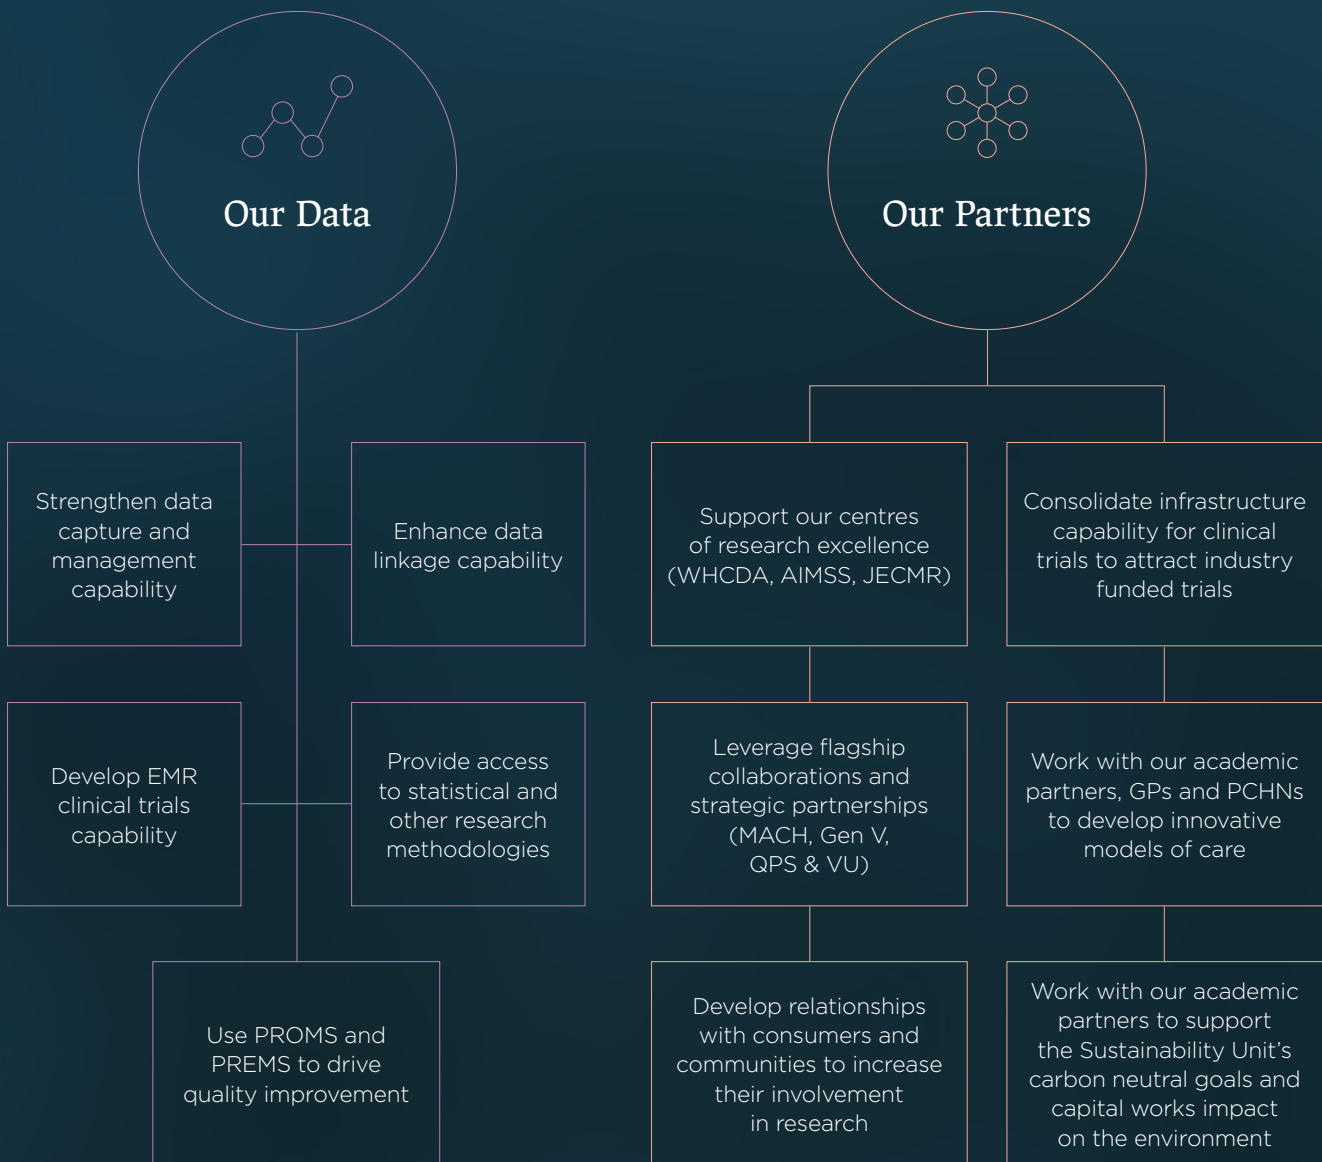 Our Data
Strengthen data
capture and
management
capability
Enhance data
linkage capability
Develop EMR
clinical trials
capability
Provide access
to statistical and
other research
methodologies
Use PROMS and
PREMS to drive
quality improvement
Our Partners
Support our centres
of research excellence
(WHCDA, AIMSS, JECMR)
Consolidate infrastructure
capability for clinical
trials to attract industry
funded trials
Leverage flagship
collaborations and
strategic partnerships
(MACH, Gen V,
QPS & VU)
Work with our academic
partners, GPs and PCHNs
to develop innovative
models of care
Develop relationships
with consumers and
communities to increase
their involvement
in research
Work with our academic
partners to support
the Sustainability Unit's
carbon neutral goals and
capital works impact
on the environment